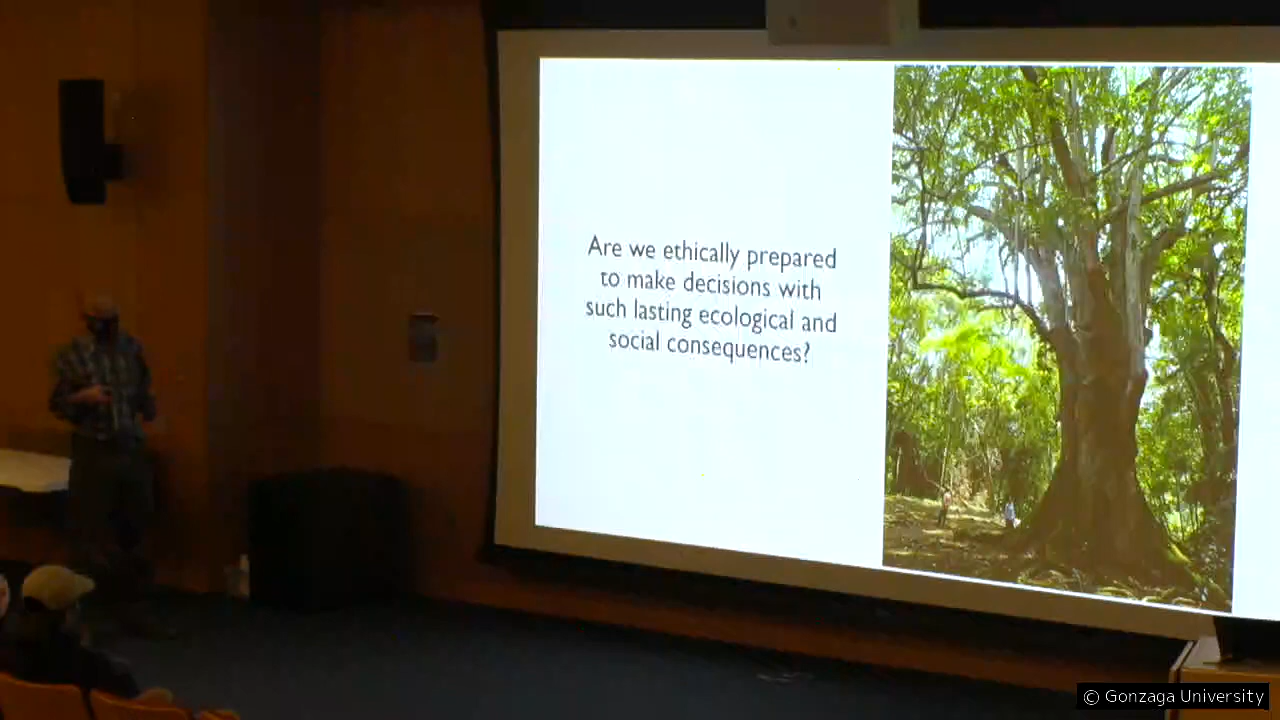 Are we ethically prepared
to make decisions with
such lasting ecological and
social consequences?
© Gonzaga University